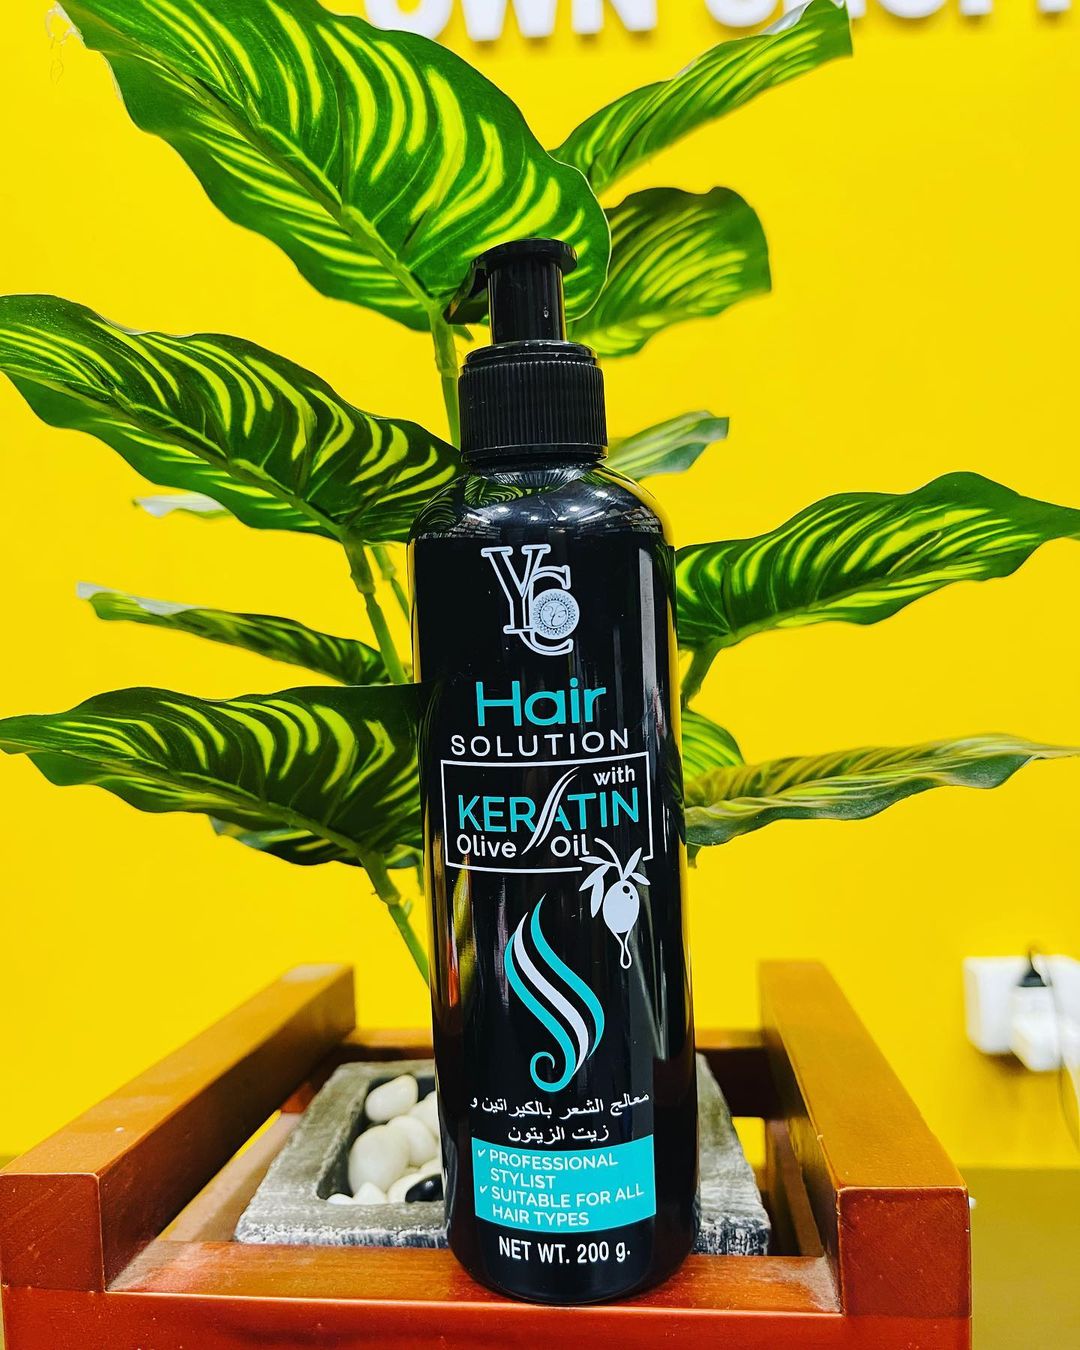 OWN
YC
Hair
SOLUTION
with
KERATIN
Olive Oil
معالج الشعر بالكيراتين و
زيت الزيتون
✓ PROFESSIONAL
STYLIST
✓ SUITABLE FOR ALL
HAIR TYPES
NET WT. 200 g.